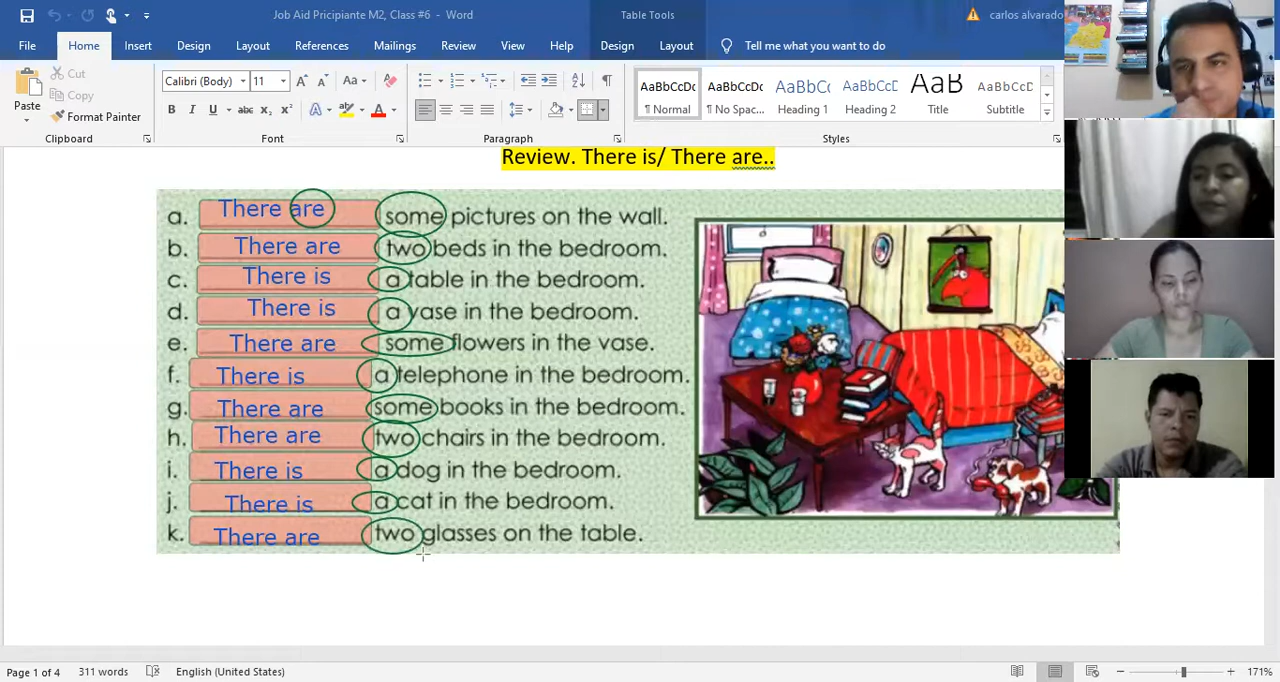 Job Aid Pricipiante M2, Class #6 - Word
Table Tools
carlos alvarado
File Home Insert Design Layout References Mailings Review View Help Design Layout Tell me what you want to do
Paste
Cut
Copy
Format Painter
Clipboard
Calibri (Body) 11
Font
Paragraph
AaBbCcDc AaBbCcDc AaBbC AaBbCcD AaB AaBbCcD
¶ Normal ¶ No Spac... Heading 1 Heading 2 Title Subtitle
Styles
Review. There is/ There are..
a. There are some pictures on the wall.
b. There are two beds in the bedroom.
c. There is a table in the bedroom.
d. There is a vase in the bedroom.
e. There are some flowers in the vase.
f. There is a telephone in the bedroom.
g. There are some books in the bedroom.
h. There are two chairs in the bedroom.
i. There is a dog in the bedroom.
j. There is a cat in the bedroom.
k. There are two glasses on the table.
Page 1 of 4 311 words English (United States) 171%